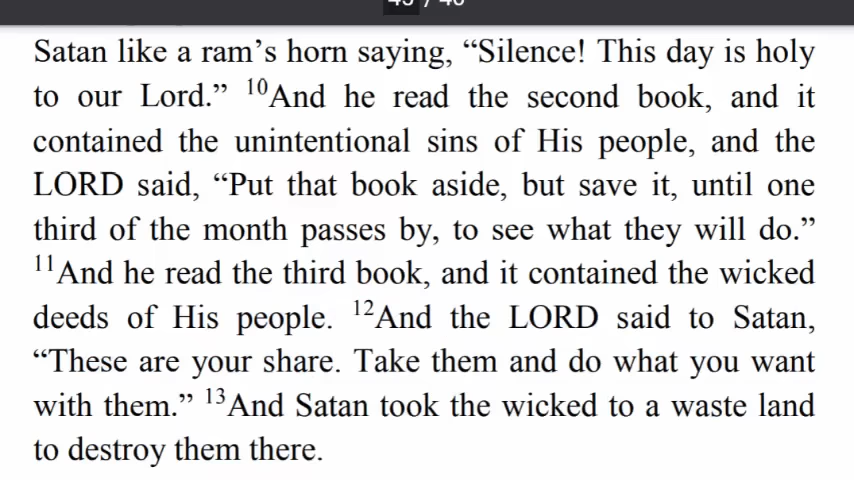 Satan like a ram’s horn saying, “Silence! This day is holy
to our Lord.” 10And he read the second book, and it
contained the unintentional sins of His people, and the
LORD said, “Put that book aside, but save it, until one
third of the month passes by, to see what they will do.”
11And he read the third book, and it contained the wicked
deeds of His people. 12And the LORD said to Satan,
“These are your share. Take them and do what you want
with them.” 13And Satan took the wicked to a waste land
to destroy them there.